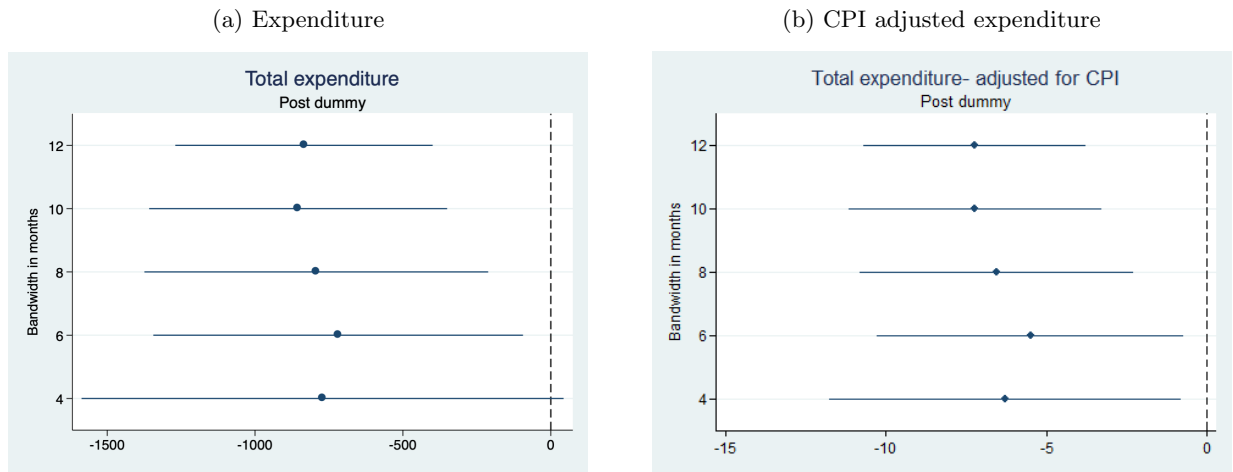 (a) Expenditure
Total expenditure
Post dummy
12
10
8
6
4
Bandwidth in months
-1500 -1000 -500 0
(b) CPI adjusted expenditure
Total expenditure- adjusted for CPI
Post dummy
12
10
8
6
4
Bandwidth in months
-15 -10 -5 0